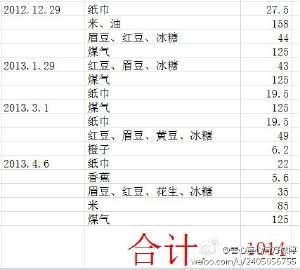 2012.12.29 纸巾 27.5
米、油 158
眉豆、红豆、冰糖 44
煤气 125
2013.1.29 红豆、眉豆、冰糖 43
煤气 125
纸巾 19.5
2013.3.1 煤气 125
纸巾 19.5
红豆、眉豆、黄豆、冰糖 49
橙子 6.2
2013.4.6 纸巾 22
香蕉 5.6
眉豆、红豆、花生、冰糖 35
米 85
煤气 125
合计 1014
weibo.com/u/2405056755